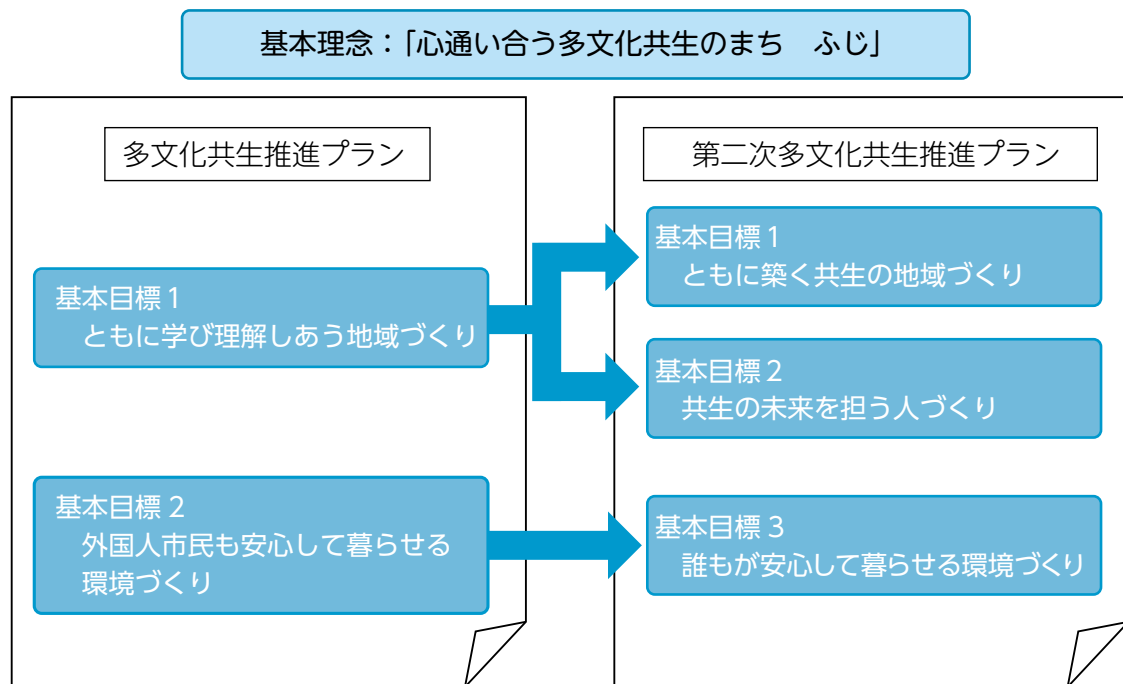 基本理念：「心通い合う多文化共生のまち　ふじ」
多文化共生推進プラン
基本目標１
ともに学び理解しあう地域づくり
基本目標２
外国人市民も安心して暮らせる
環境づくり
第二次多文化共生推進プラン
基本目標１
ともに築く共生の地域づくり
基本目標２
共生の未来を担う人づくり
基本目標３
誰もが安心して暮らせる環境づくり